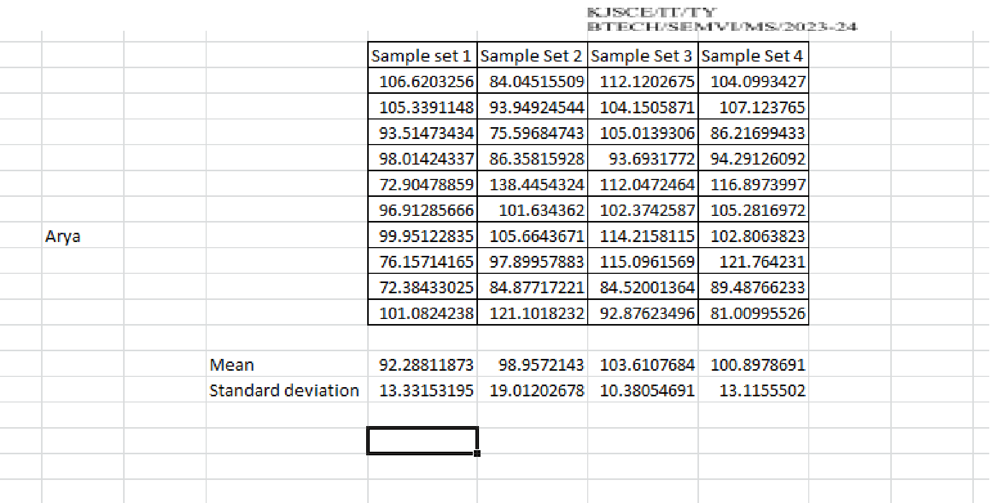 KJSCE/IT/TY
BTECH/SEMVI/MS/2023-24
Sample set 1 Sample Set 2 Sample Set 3 Sample Set 4
106.6203256 84.04515509 112.1202675 104.0993427
105.3391148 93.94924544 104.1505871 107.123765
93.51473434 75.59684743 105.0139306 86.21699433
98.01424337 86.35815928 93.6931772 94.29126092
72.90478859 138.4454324 112.0472464 116.8973997
96.91285666 101.634362 102.3742587 105.2816972
Arya 99.95122835 105.6643671 114.2158115 102.8063823
76.15714165 97.89957883 115.0961569 121.764231
72.38433025 84.87717221 84.52001364 89.48766233
101.0824238 121.1018232 92.87623496 81.00995526
Mean 92.28811873 98.9572143 103.6107684 100.8978691
Standard deviation 13.33153195 19.01202678 10.38054691 13.1155502